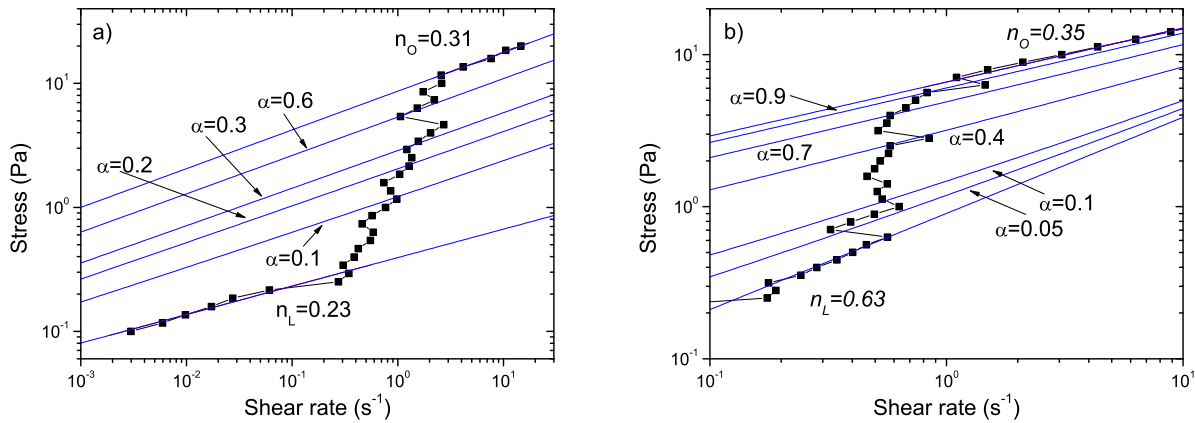 a)
n_O=0.31
α=0.6
α=0.3
α=0.2
α=0.1
n_L=0.23
10^1
10^0
10^-1
10^-3 10^-2 10^-1 10^0 10^1
Stress (Pa)
Shear rate (s^-1)
b)
n_O=0.35
α=0.9
α=0.7
α=0.4
α=0.1
α=0.05
n_L=0.63
10^1
10^0
10^-1
10^-1 10^0 10^1
Stress (Pa)
Shear rate (s^-1)